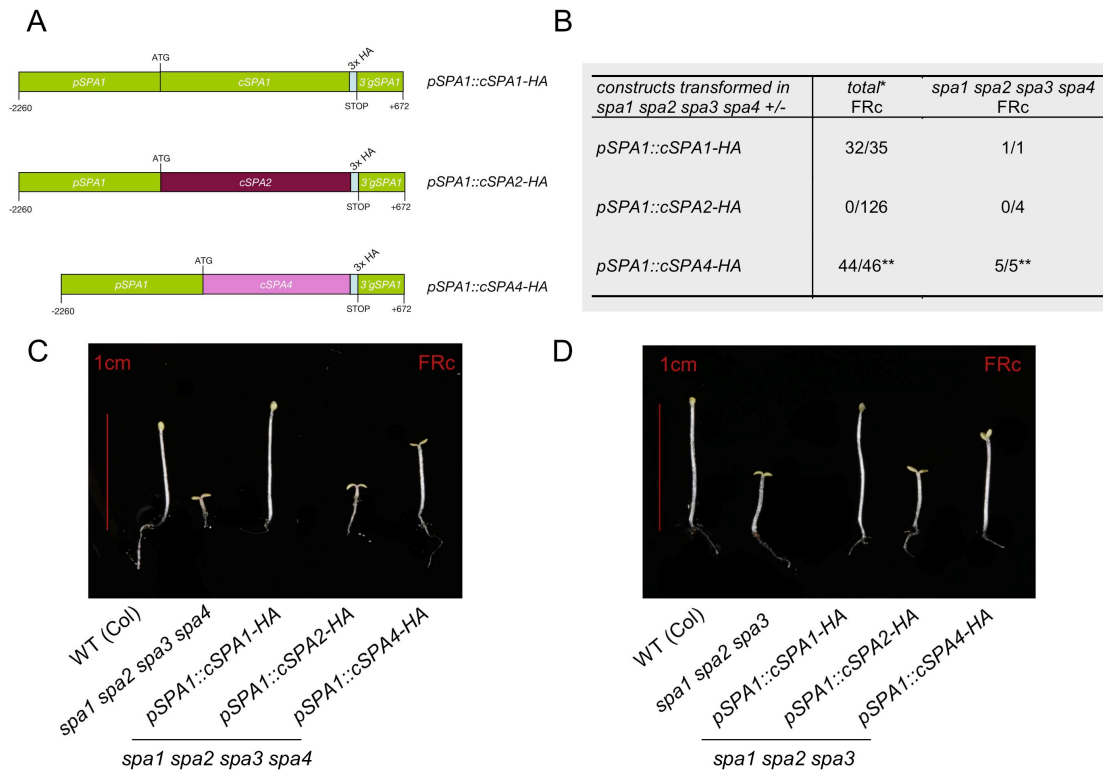 A
ATG
3x HA
pSPA1
cSPA1
3´gSPA1
pSPA1::cSPA1-HA
-2260
STOP
+672
ATG
3x HA
pSPA1
cSPA2
3´gSPA1
pSPA1::cSPA2-HA
-2260
STOP
+672
ATG
3x HA
pSPA1
cSPA4
3´gSPA1
pSPA1::cSPA4-HA
-2260
STOP
+672
B
constructs transformed in total* spa1 spa2 spa3 spa4
spa1 spa2 spa3 spa4 +/- FRc FRc
pSPA1::cSPA1-HA 32/35 1/1
pSPA1::cSPA2-HA 0/126 0/4
pSPA1::cSPA4-HA 44/46** 5/5**
C
1cm FRc
WT (Col)
spa1 spa2 spa3 spa4
pSPA1::cSPA1-HA
pSPA1::cSPA2-HA
pSPA1::cSPA4-HA
spa1 spa2 spa3 spa4
D
1cm FRc
WT (Col)
spa1 spa2 spa3
pSPA1::cSPA1-HA
pSPA1::cSPA2-HA
pSPA1::cSPA4-HA
spa1 spa2 spa3